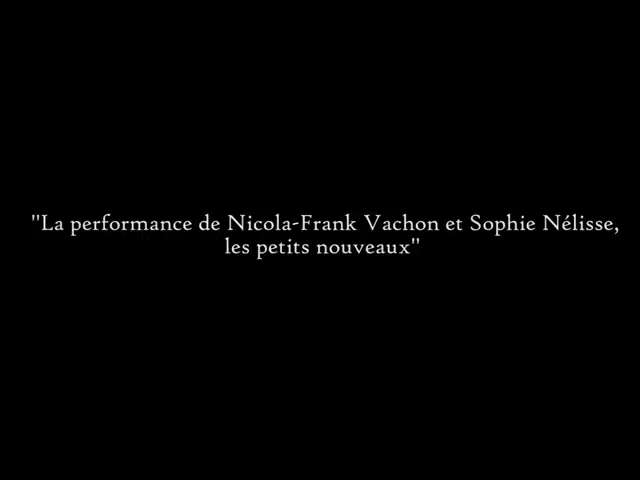 "La performance de Nicola-Frank Vachon et Sophie Nélisse,
les petits nouveaux"